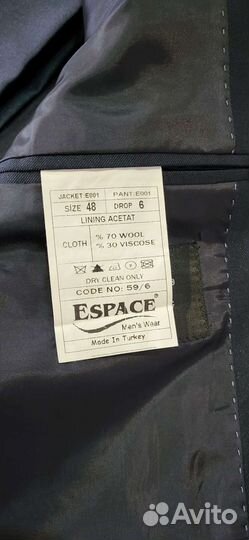 JACKET:E001 PANT:E001
SIZE 48 DROP 6
LINING ACETAT
CLOTH % 70 WOOL
% 30 VISCOSE
DRY CLEAN ONLY
CODE NO: 59/6
ESPACE
Men's Wear
Made In Turkey
Avito